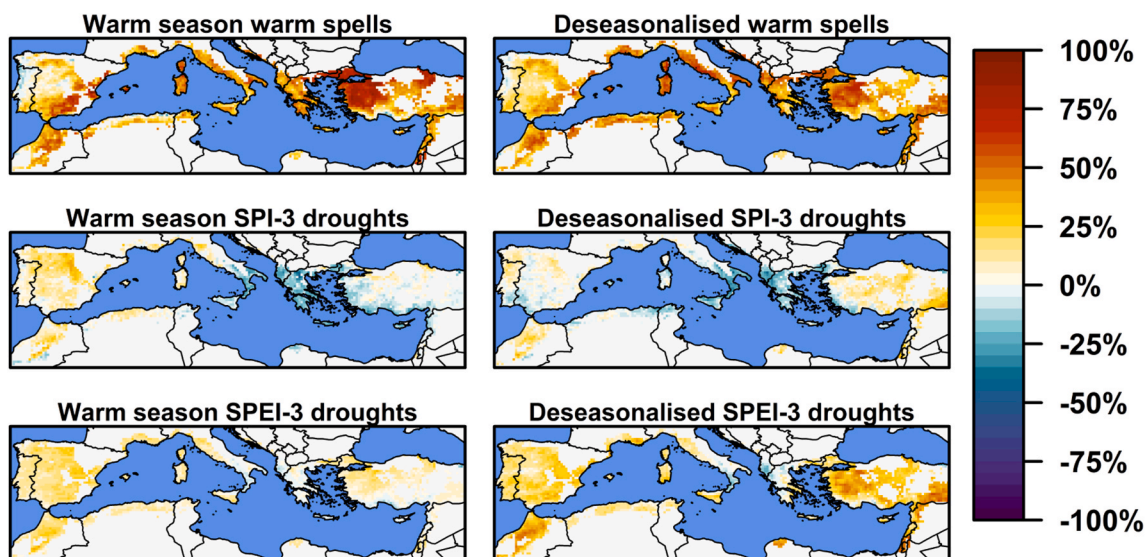 Warm season warm spells
Deseasonalised warm spells
Warm season SPI-3 droughts
Deseasonalised SPI-3 droughts
Warm season SPEI-3 droughts
Deseasonalised SPEI-3 droughts
100%
75%
50%
25%
0%
-25%
-50%
-75%
-100%